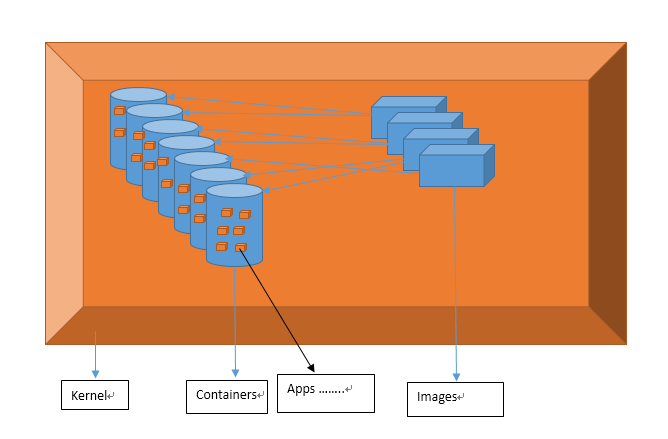 Kernel
Containers
Apps ……..
Images